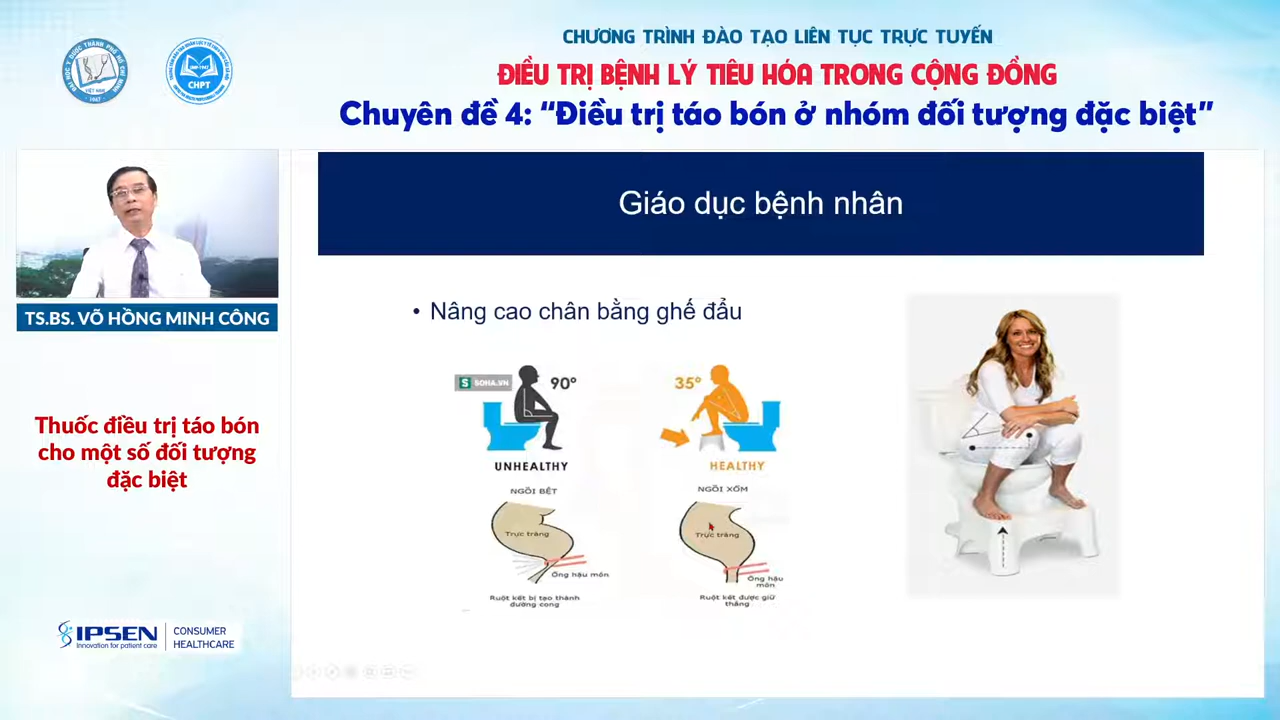 CHƯƠNG TRÌNH ĐÀO TẠO LIÊN TỤC TRỰC TUYẾN
ĐIỀU TRỊ BỆNH LÝ TIÊU HÓA TRONG CỘNG ĐỒNG
Chuyên đề 4: “Điều trị táo bón ở nhóm đối tượng đặc biệt”
VIỆT NAM
1947
CHPT
TS.BS. VÕ HỒNG MINH CÔNG
Thuốc điều trị táo bón
cho một số đối tượng
đặc biệt
IPSEN
Innovation for patient care
CONSUMER
HEALTHCARE
Giáo dục bệnh nhân
• Nâng cao chân bằng ghế đẩu
S SOHA.VN
90°
35°
UNHEALTHY
HEALTHY
NGỒI BỆT
NGỒI XỔM
Trực tràng
Trực tràng
Ống hậu môn
Ống hậu
môn
Ruột kết bị tạo thành
đường cong
Ruột kết được giữ
thẳng